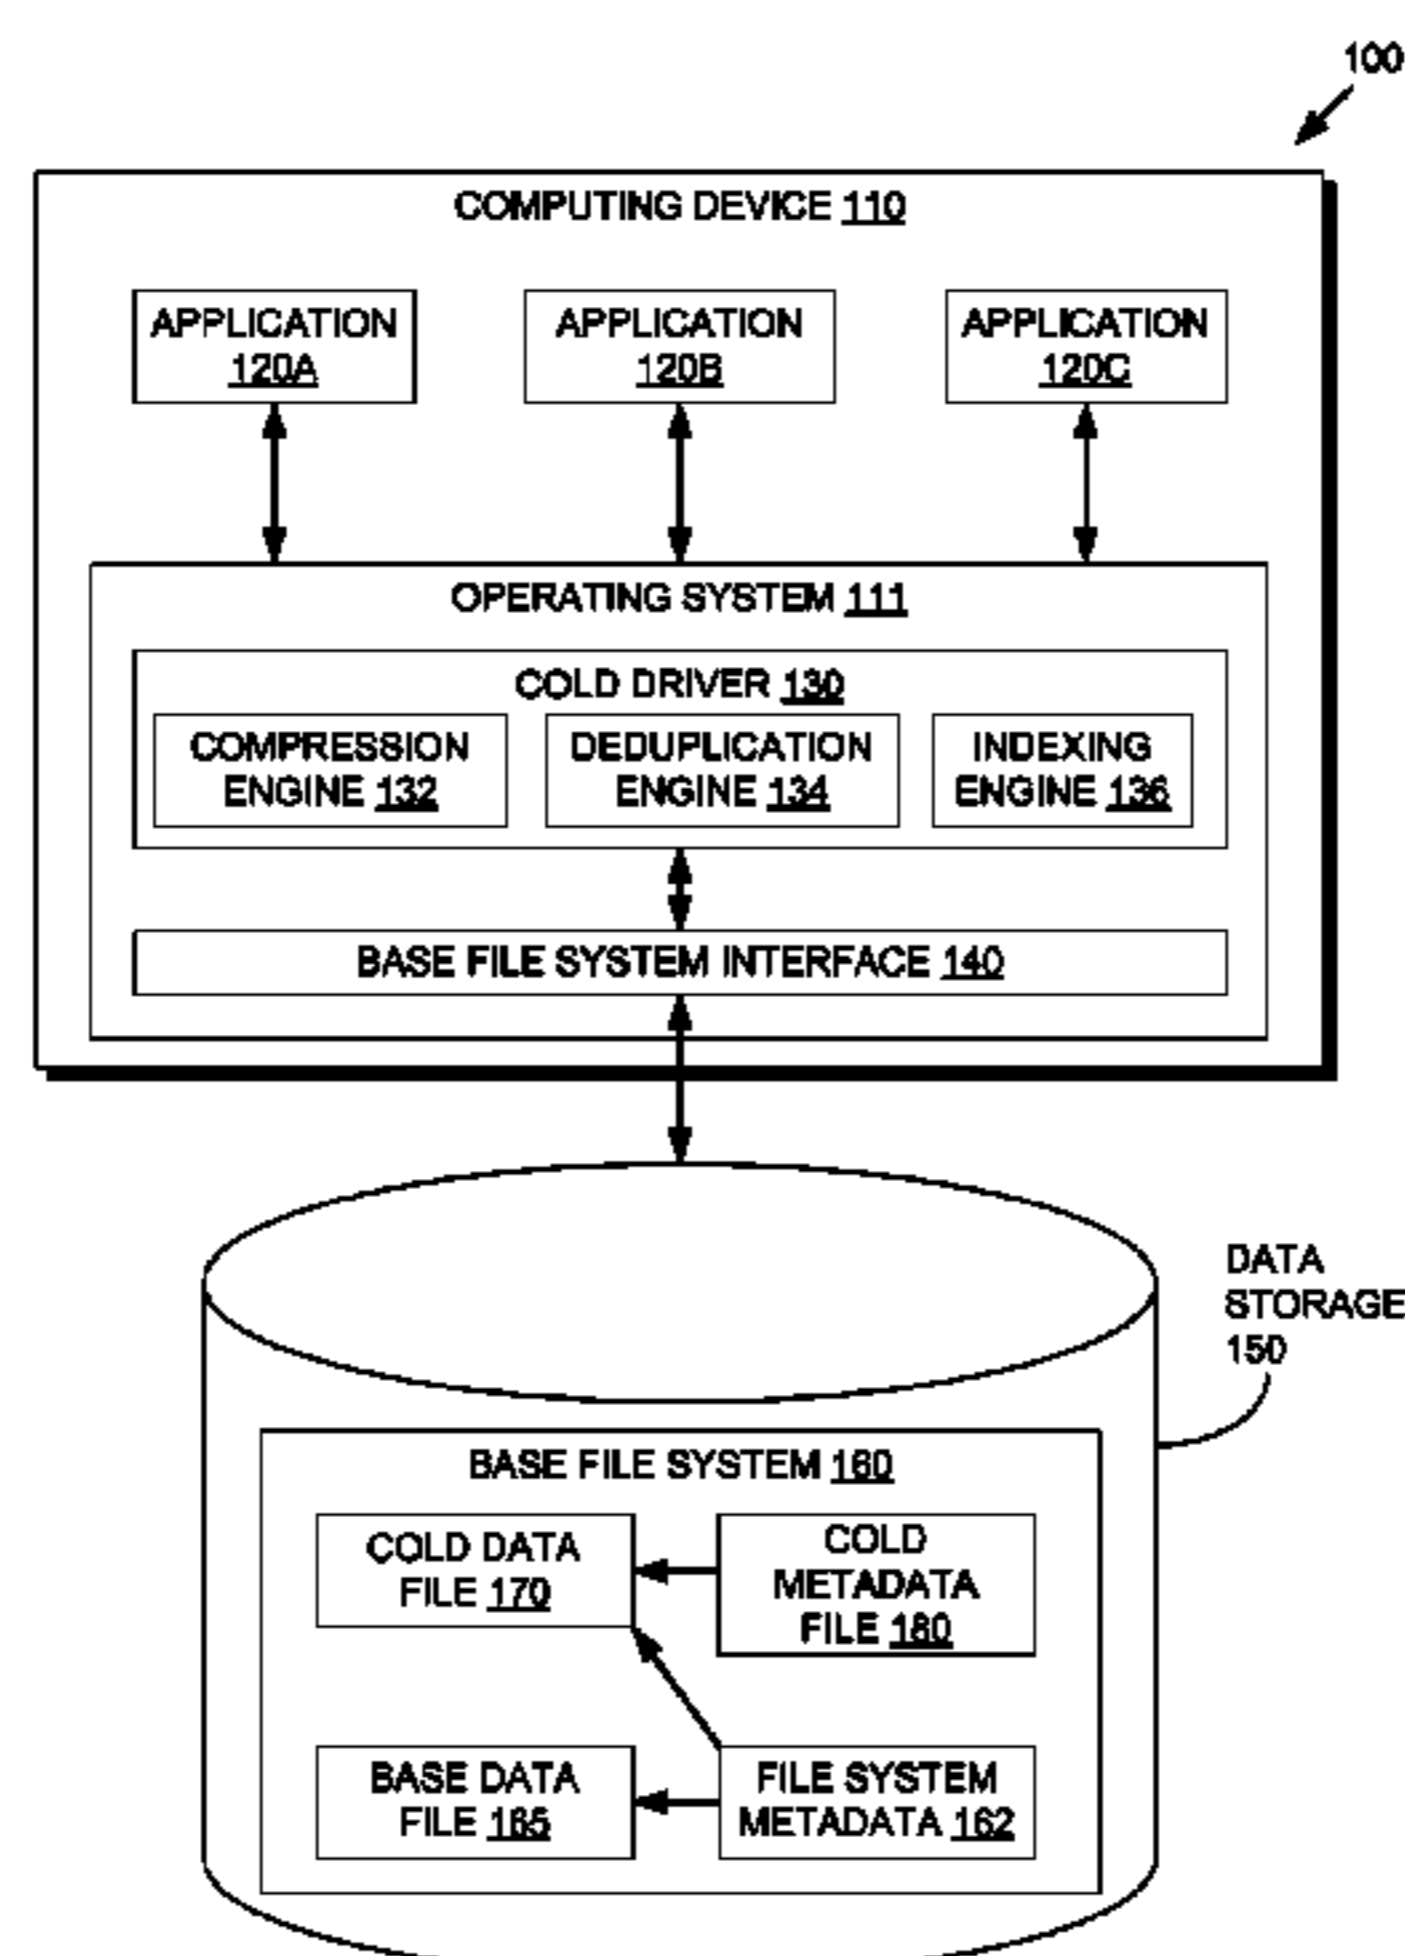 100
COMPUTING DEVICE 110
APPLICATION
120A
APPLICATION
120B
APPLICATION
120C
OPERATING SYSTEM 111
COLD DRIVER 130
COMPRESSION
ENGINE 132
DEDUPLICATION
ENGINE 134
INDEXING
ENGINE 136
BASE FILE SYSTEM INTERFACE 140
DATA
STORAGE
150
BASE FILE SYSTEM 160
COLD DATA
FILE 170
COLD
METADATA
FILE 180
BASE DATA
FILE 165
FILE SYSTEM
METADATA 162